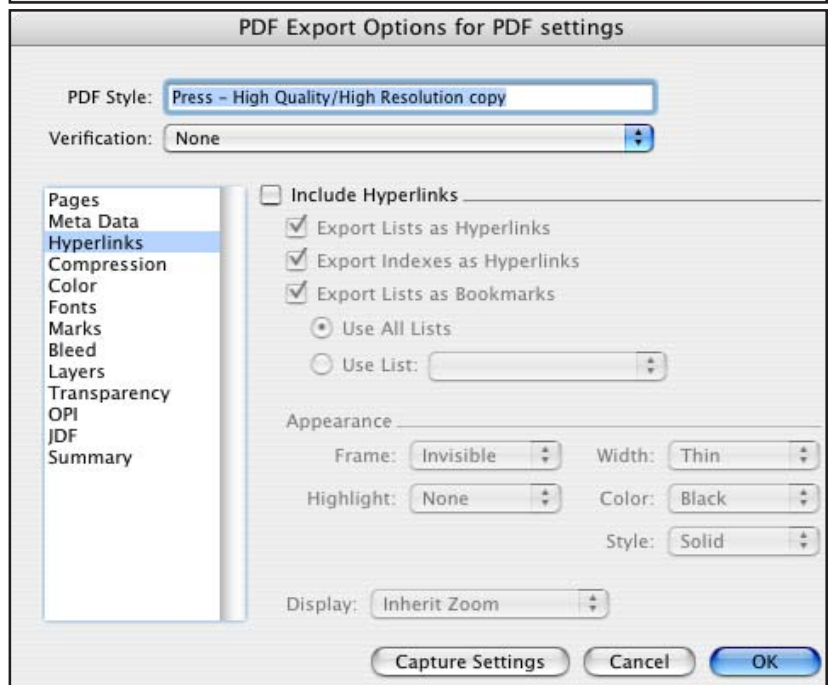 PDF Export Options for PDF settings
PDF Style: Press – High Quality/High Resolution copy
Verification: None
Pages
Meta Data
Hyperlinks
Compression
Color
Fonts
Marks
Bleed
Layers
Transparency
OPI
JDF
Summary
Include Hyperlinks
Export Lists as Hyperlinks
Export Indexes as Hyperlinks
Export Lists as Bookmarks
Use All Lists
Use List:
Appearance
Frame: Invisible Width: Thin
Highlight: None Color: Black
Style: Solid
Display: Inherit Zoom
Capture Settings Cancel OK